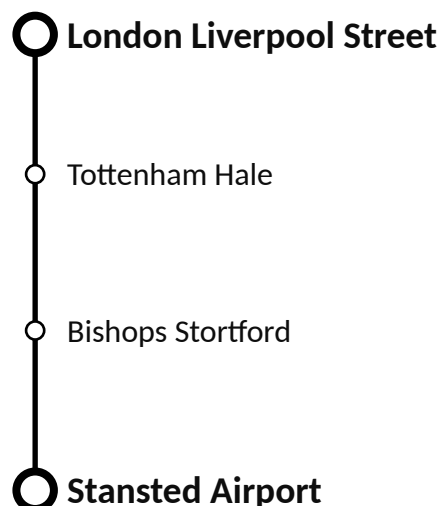 London Liverpool Street
Tottenham Hale
Bishops Stortford
Stansted Airport